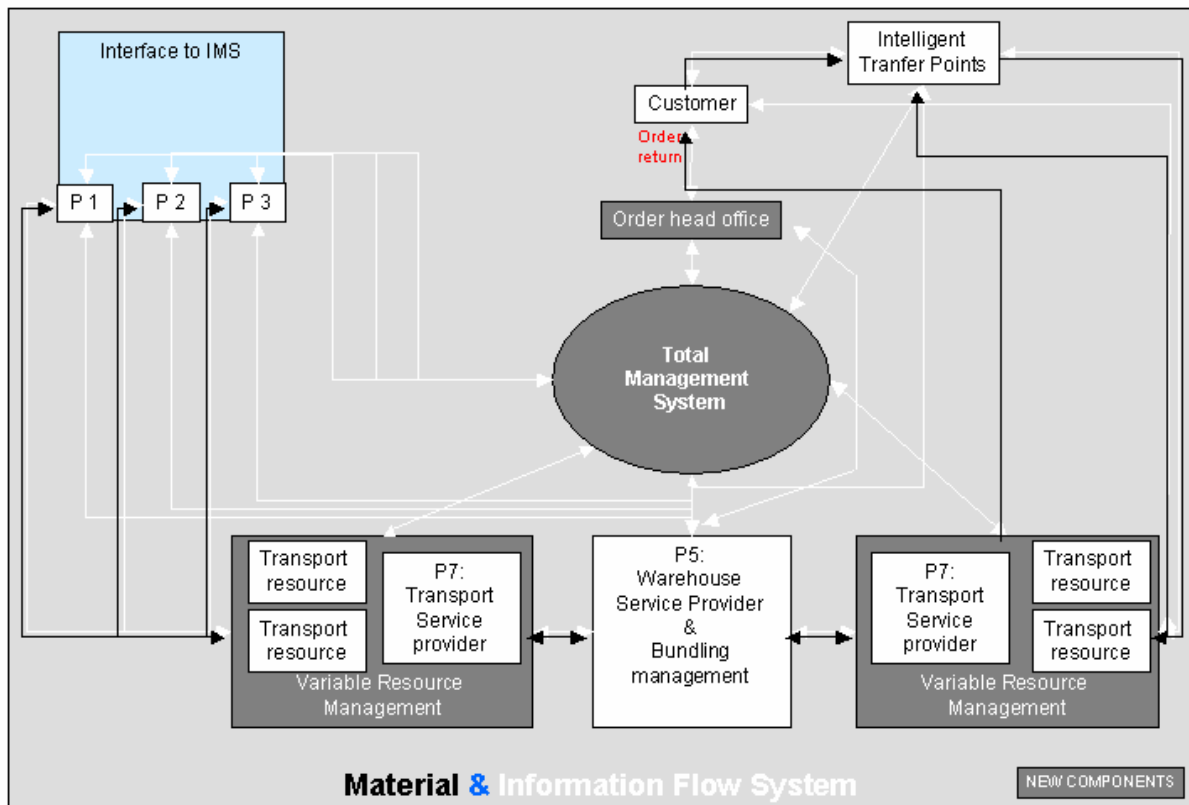 Interface to IMS
P 1
P 2
P 3
Intelligent
Tranfer Points
Customer
Order
return
Order head office
Total
Management
System
Transport
resource
Transport
resource
P7:
Transport
Service
provider
Variable Resource
Management
P5:
Warehouse
Service Provider
&
Bundling
management
P7:
Transport
Service
provider
Transport
resource
Transport
resource
Variable Resource
Management
Material & Information Flow System
NEW COMPONENTS